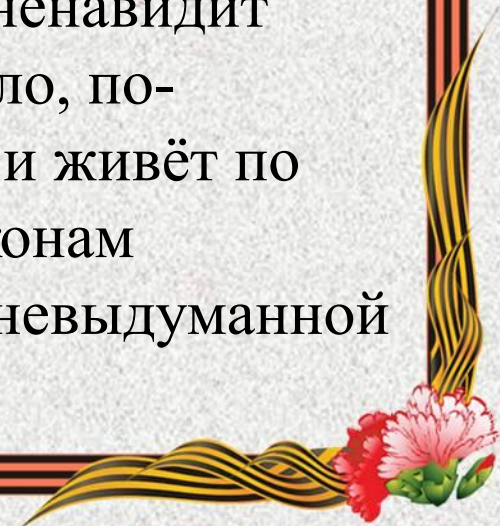 ненавидит
ло, по-
и живёт по
онам
невыдуманной